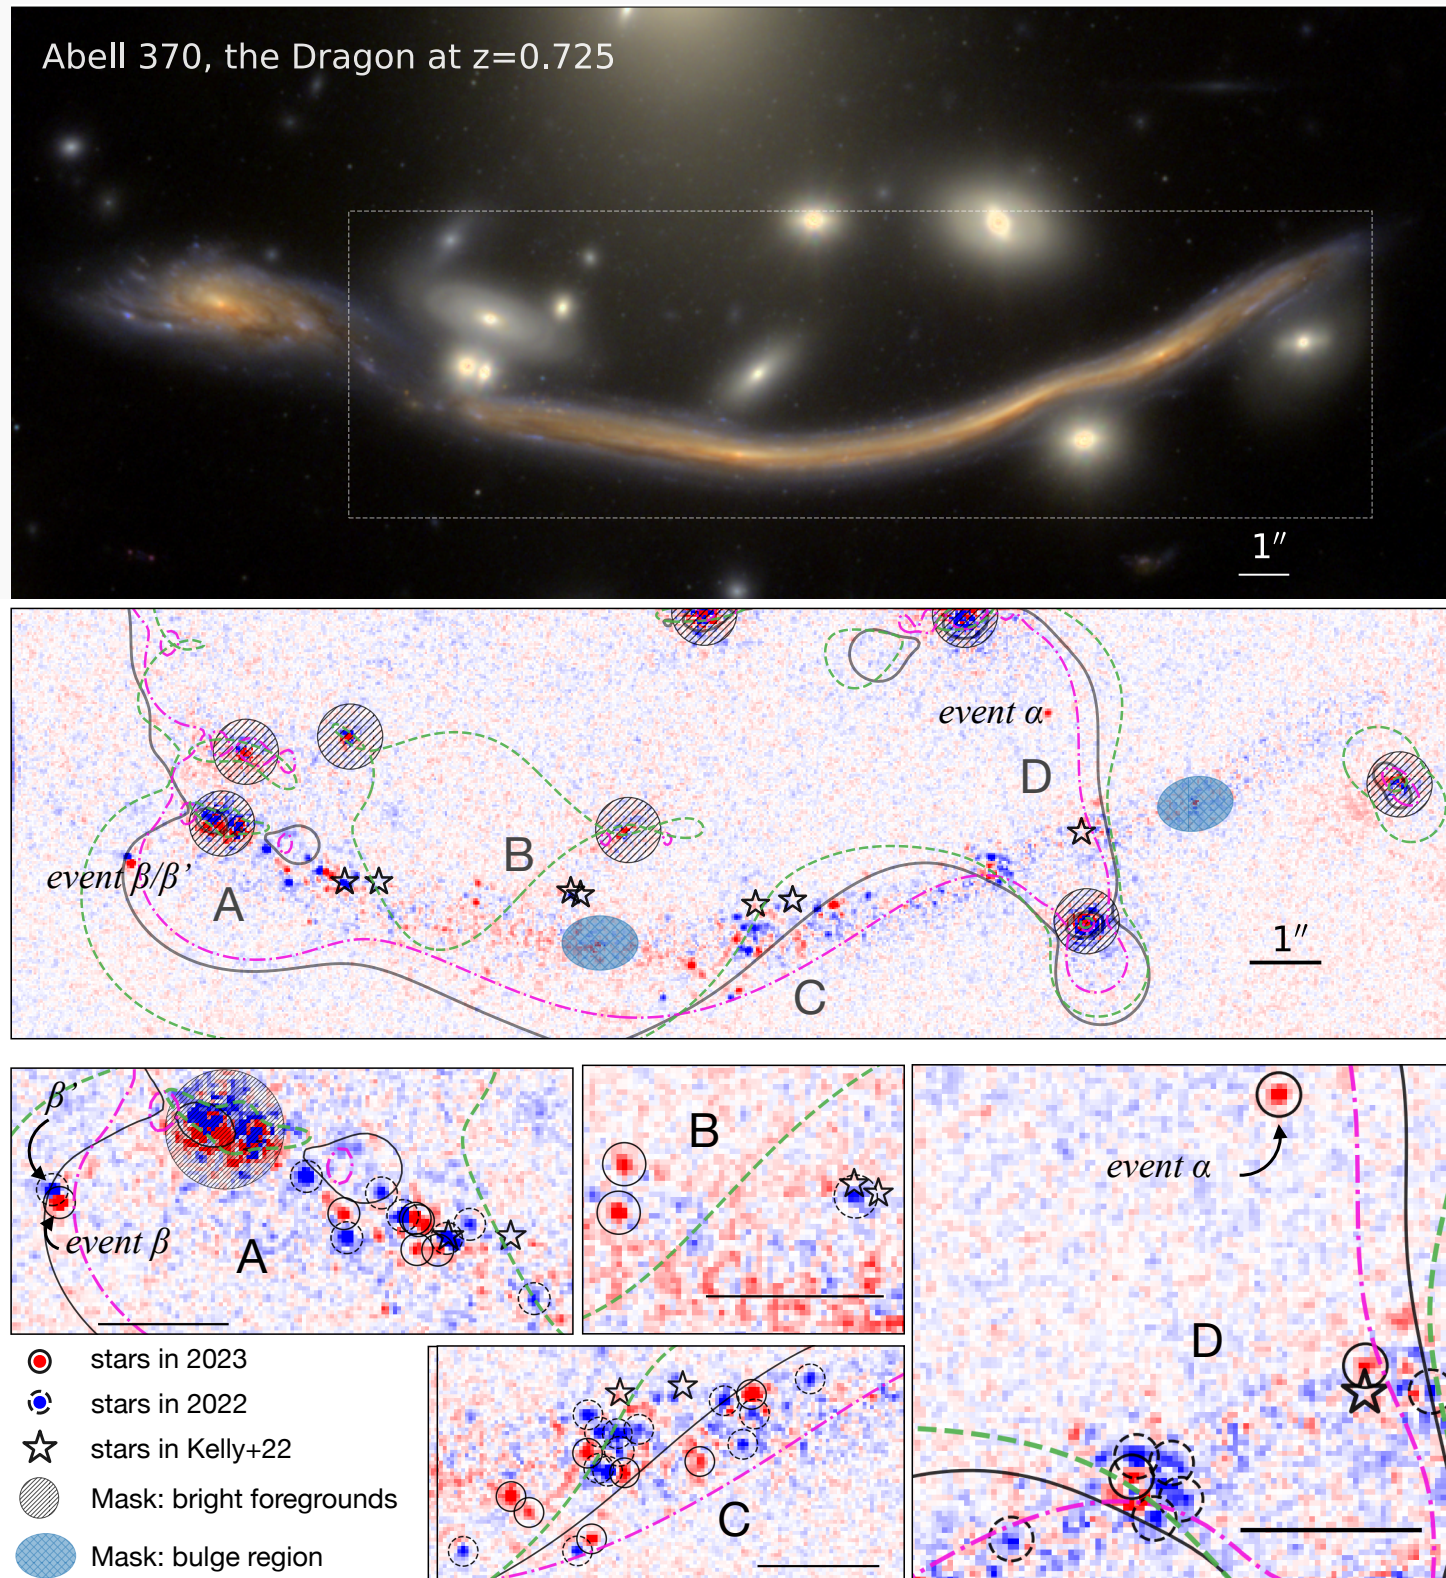 Abell 370, the Dragon at z=0.725
1″
event α
D
B
event β/β’
A
1″
C
β’
event β
A
B
event α
D
C
stars in 2023
stars in 2022
stars in Kelly+22
Mask: bright foregrounds
Mask: bulge region